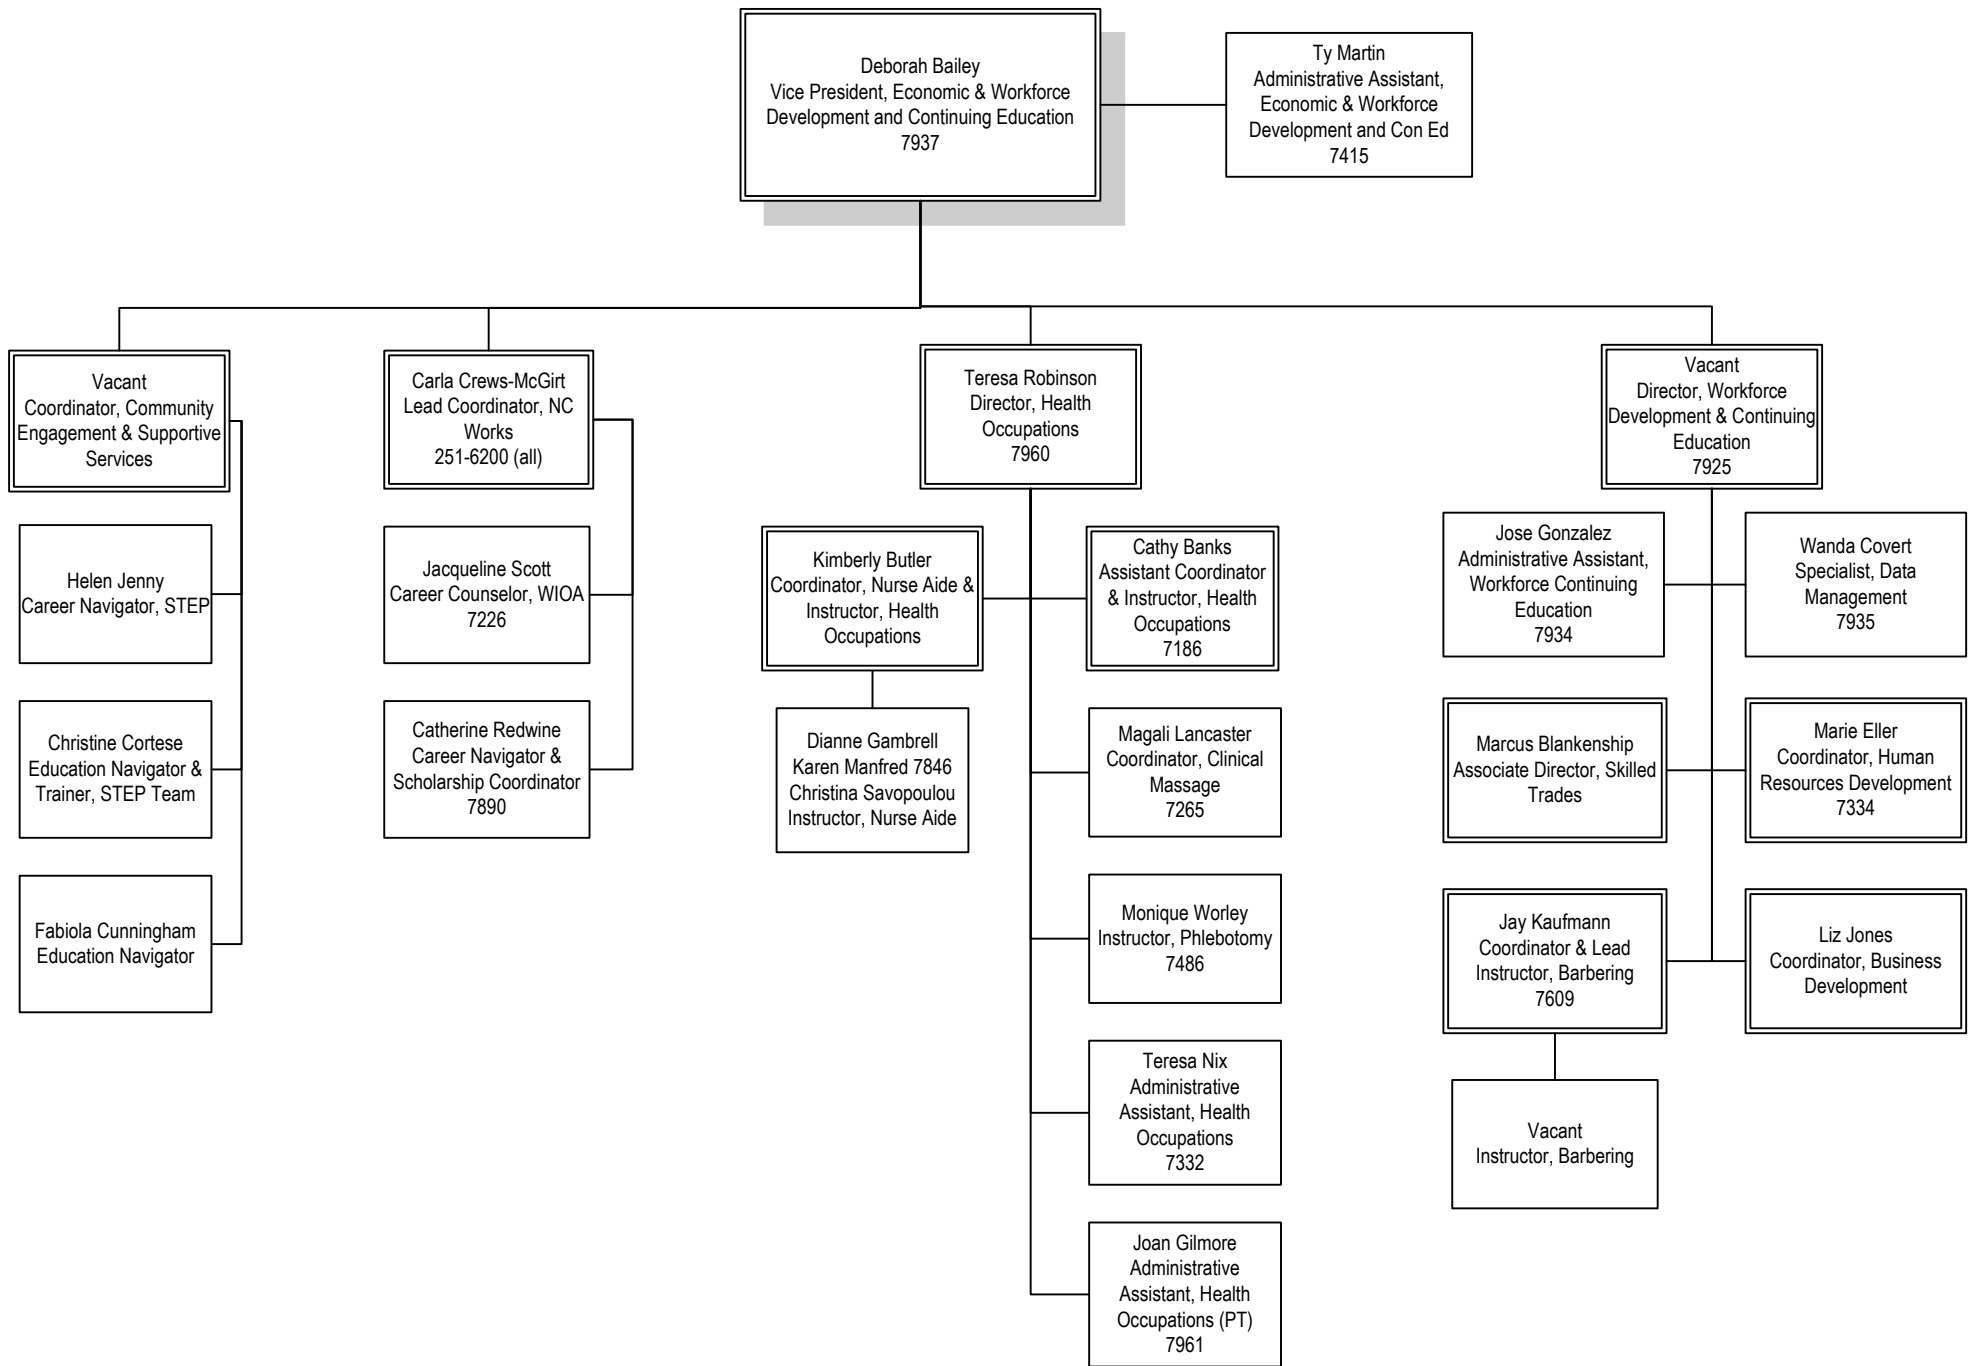 Deborah Bailey
Vice President, Economic & Workforce
Development and Continuing Education
7937
Ty Martin
Administrative Assistant,
Economic & Workforce
Development and Con Ed
7415
Vacant
Coordinator, Community
Engagement & Supportive
Services
Helen Jenny
Career Navigator, STEP
Christine Cortese
Education Navigator &
Trainer, STEP Team
Fabiola Cunningham
Education Navigator
Carla Crews-McGirt
Lead Coordinator, NC
Works
251-6200 (all)
Jacqueline Scott
Career Counselor, WIOA
7226
Catherine Redwine
Career Navigator &
Scholarship Coordinator
7890
Teresa Robinson
Director, Health
Occupations
7960
Kimberly Butler
Coordinator, Nurse Aide &
Instructor, Health
Occupations
Dianne Gambrell
Karen Manfred 7846
Christina Savopoulou
Instructor, Nurse Aide
Cathy Banks
Assistant Coordinator
& Instructor, Health
Occupations
7186
Magali Lancaster
Coordinator, Clinical
Massage
7265
Monique Worley
Instructor, Phlebotomy
7486
Teresa Nix
Administrative
Assistant, Health
Occupations
7332
Joan Gilmore
Administrative
Assistant, Health
Occupations (PT)
7961
Vacant
Director, Workforce
Development & Continuing
Education
7925
Jose Gonzalez
Administrative Assistant,
Workforce Continuing
Education
7934
Wanda Covert
Specialist, Data
Management
7935
Marcus Blankenship
Associate Director, Skilled
Trades
Marie Eller
Coordinator, Human
Resources Development
7334
Jay Kaufmann
Coordinator & Lead
Instructor, Barbering
7609
Liz Jones
Coordinator, Business
Development
Vacant
Instructor, Barbering